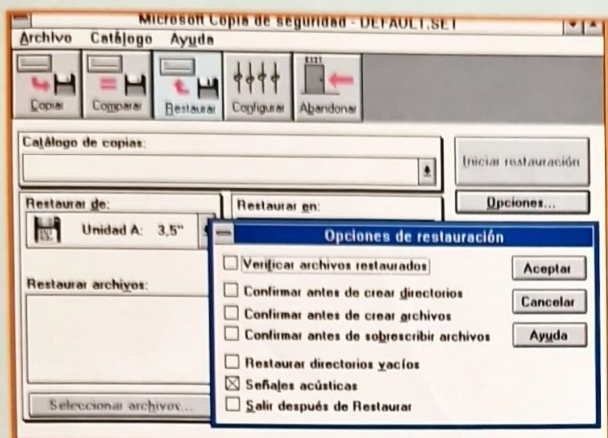 Microsoft Copia de seguridad - DEFAULT.SET
Archivo Catálogo Ayuda
EXIT
Copiar Comparar Restaurar Configurar Abandonar
Catálogo de copias:
Iniciar restauración
Restaurar de: Restaurar en: Opciones...
Unidad A: 3,5"
Opciones de restauración
Verificar archivos restaurados Aceptar
Restaurar archivos:
Confirmar antes de crear directorios
Cancelar
Confirmar antes de crear archivos
Confirmar antes de sobrescribir archivos Ayuda
Restaurar directorios vacíos
Señales acústicas
Seleccionar archivos... Salir después de Restaurar